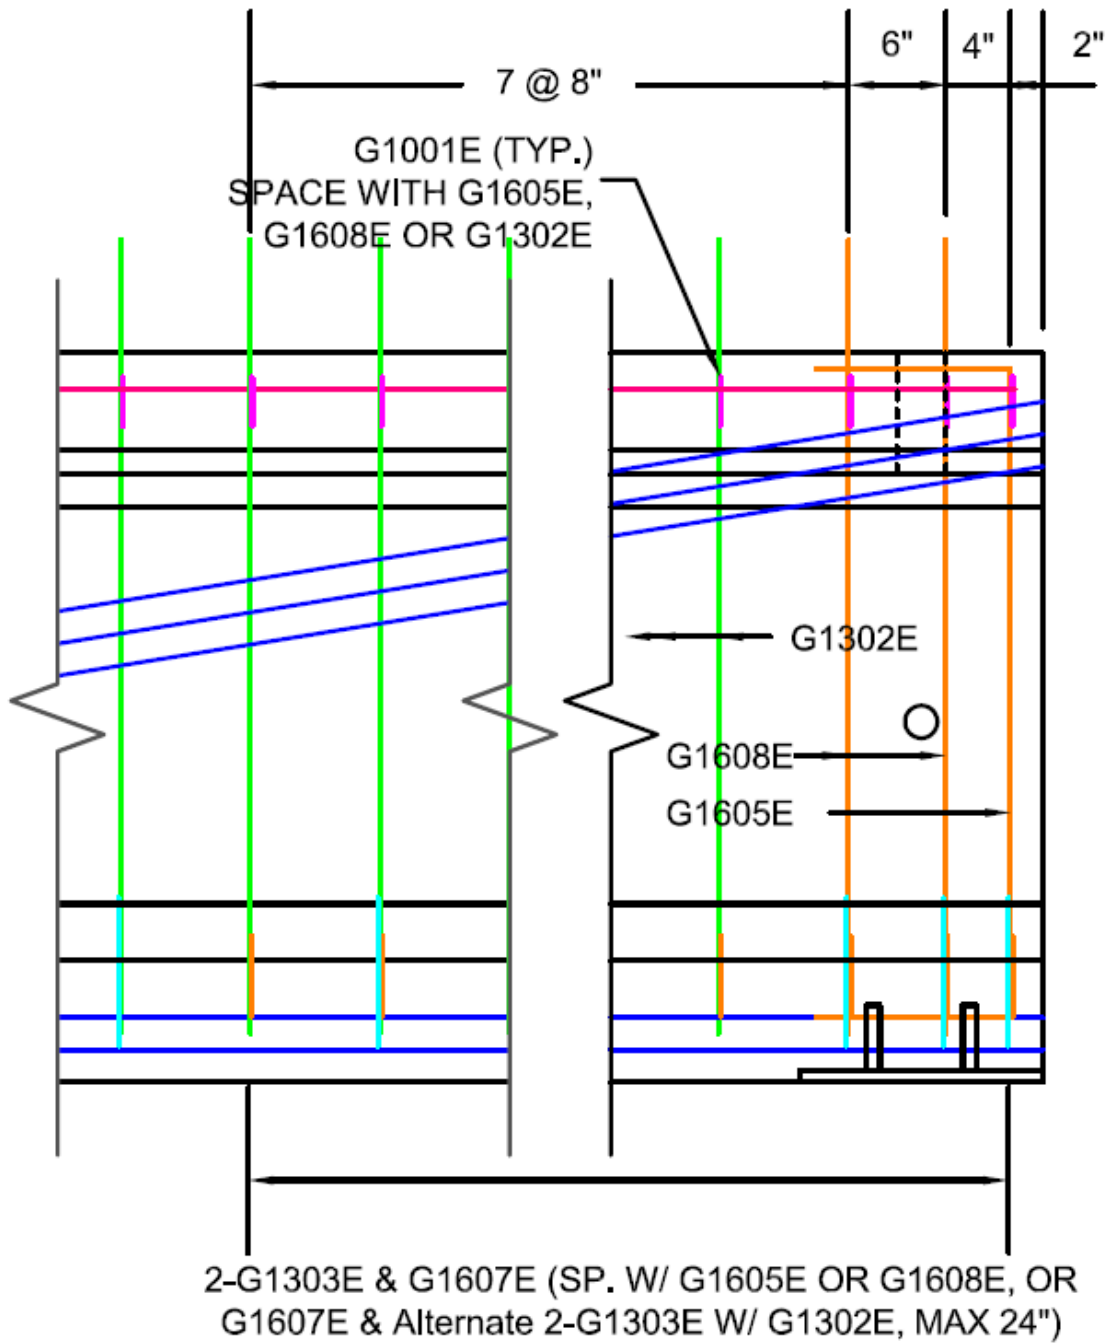 6" 4" 2"
7 @ 8"
G1001E (TYP.)
SPACE WITH G1605E,
G1608E OR G1302E
G1302E
G1608E
G1605E
2-G1303E & G1607E (SP. W/ G1605E OR G1608E, OR
G1607E & Alternate 2-G1303E W/ G1302E, MAX 24")